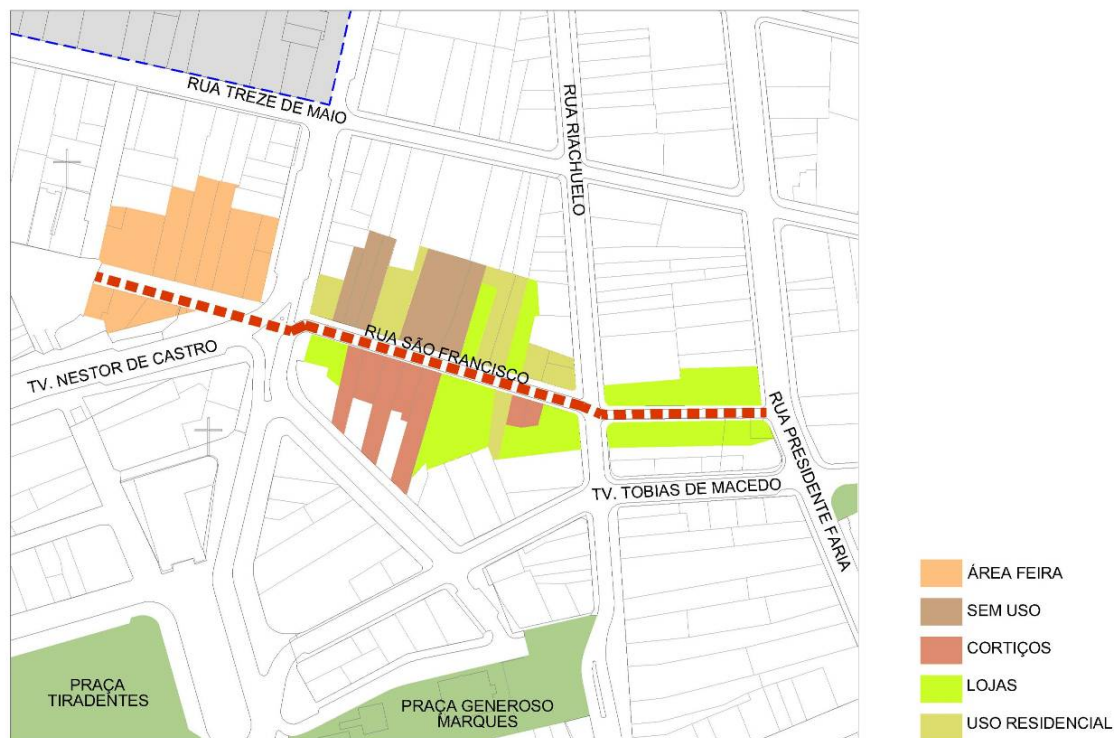 RUA TREZE DE MAIO
RUA RIACHUELO
RUA SÃO FRANCISCO
TV. NESTOR DE CASTRO
RUA PRESIDENTE FARIA
TV. TOBIAS DE MACEDO
PRAÇA
TIRADENTES
PRAÇA GENEROSO
MARQUES
ÁREA FEIRA
SEM USO
CORTIÇOS
LOJAS
USO RESIDENCIAL